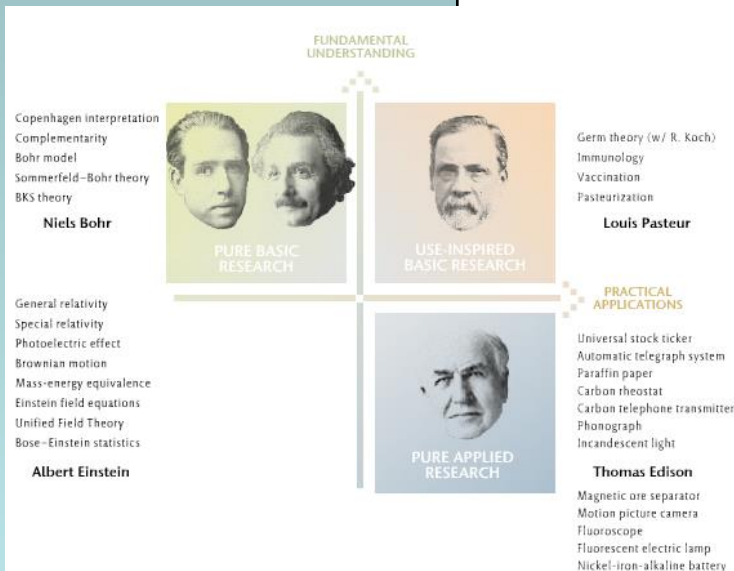 FUNDAMENTAL
UNDERSTANDING
Copenhagen interpretation
Complementarity
Bohr model
Sommerfeld-Bohr theory
BKS theory
Niels Bohr
PURE BASIC
RESEARCH
USE-INSPIRED
BASIC RESEARCH
Germ theory (w/ R. Koch)
Immunology
Vaccination
Pasteurization
Louis Pasteur
General relativity
Special relativity
Photoelectric effect
Brownian motion
Mass-energy equivalence
Einstein field equations
Unified Field Theory
Bose-Einstein statistics
Albert Einstein
PRACTICAL
APPLICATIONS
PURE APPLIED
RESEARCH
Universal stock ticker
Automatic telegraph system
Paraffin paper
Carbon rheostat
Carbon telephone transmitter
Phonograph
Incandescent light
Thomas Edison
Magnetic ore separator
Motion picture camera
Fluoroscope
Fluorescent electric lamp
Nickel-iron-alkaline battery